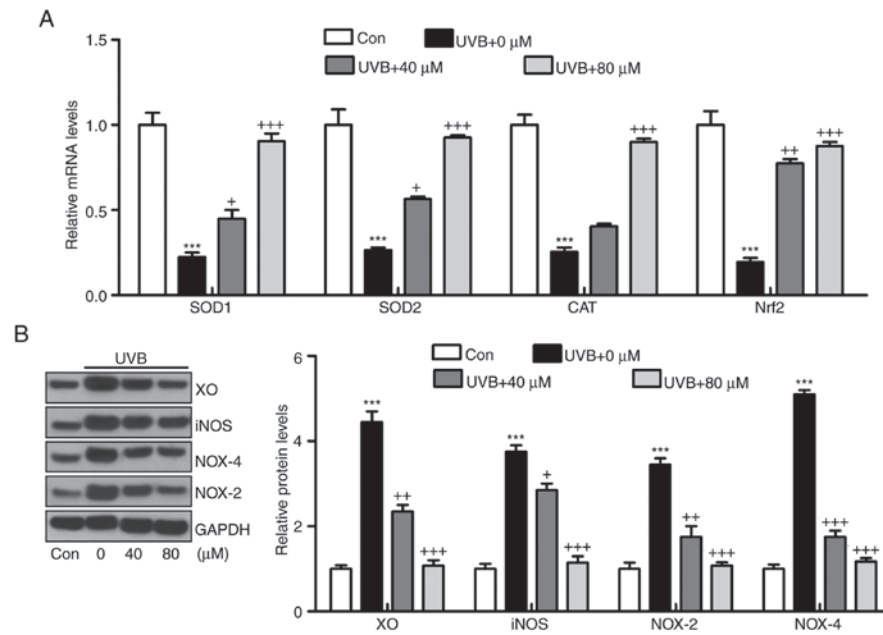 A
Con
UVB+0 μM
UVB+40 μM
UVB+80 μM
Relative mRNA levels
1.5
1.0
0.5
0.0
*** + +++
*** + +++
*** +++
*** ++ +++
SOD1 SOD2 CAT Nrf2
B
UVB
XO
iNOS
NOX-4
NOX-2
GAPDH
Con 0 40 80 (μM)
Con
UVB+0 μM
UVB+40 μM
UVB+80 μM
Relative protein levels
6
4
2
0
*** ++ +++
*** + +++
*** ++ +++
*** +++ +++
XO iNOS NOX-2 NOX-4